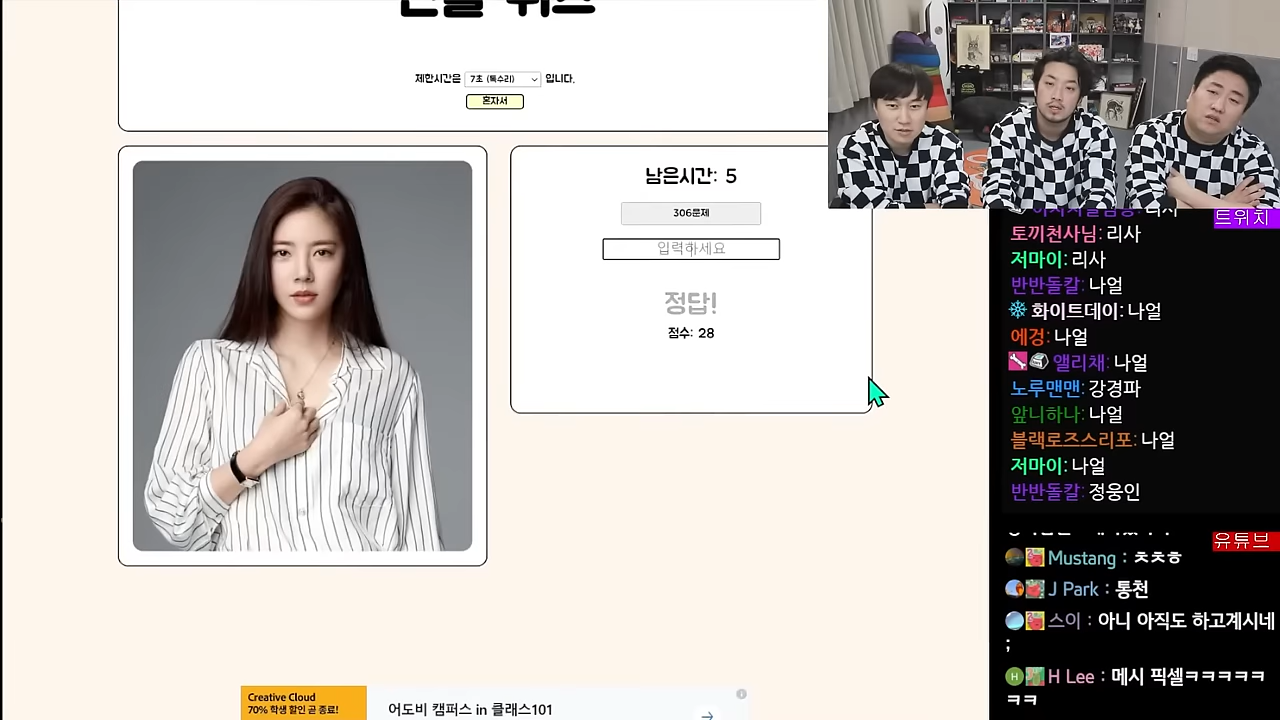 인물 퀴즈
제한시간은 7초 (독수리) 입니다.
혼자서
남은시간: 5
306문제
입력하세요
정답!
점수: 28
트위치
토끼천사님: 리사
저마이: 리사
반반돌칼: 나얼
화이트데이: 나얼
에겅: 나얼
앨리채: 나얼
노루맨맨: 강경파
앞니하나: 나얼
블랙로즈스리포: 나얼
저마이: 나얼
반반돌칼: 정웅인
유튜브
Mustang : ㅊㅊㅎ
J Park : 통천
스이 : 아니 아직도 하고계시네
;
H Lee : 메시 픽셀ㅋㅋㅋㅋㅋ
ㅋㅋ
Creative Cloud
70% 학생 할인 곧 종료!
어도비 캠퍼스 in 클래스101